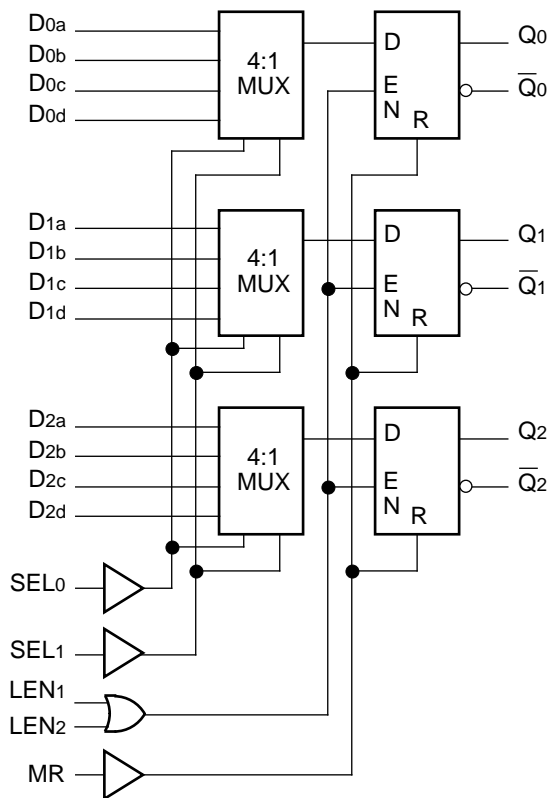 D0a
D0b
D0c
D0d
4:1
MUX
D
E
N
R
Q0
Q̅0
D1a
D1b
D1c
D1d
4:1
MUX
D
E
N
R
Q1
Q̅1
D2a
D2b
D2c
D2d
4:1
MUX
D
E
N
R
Q2
Q̅2
SEL0
SEL1
LEN1
LEN2
MR